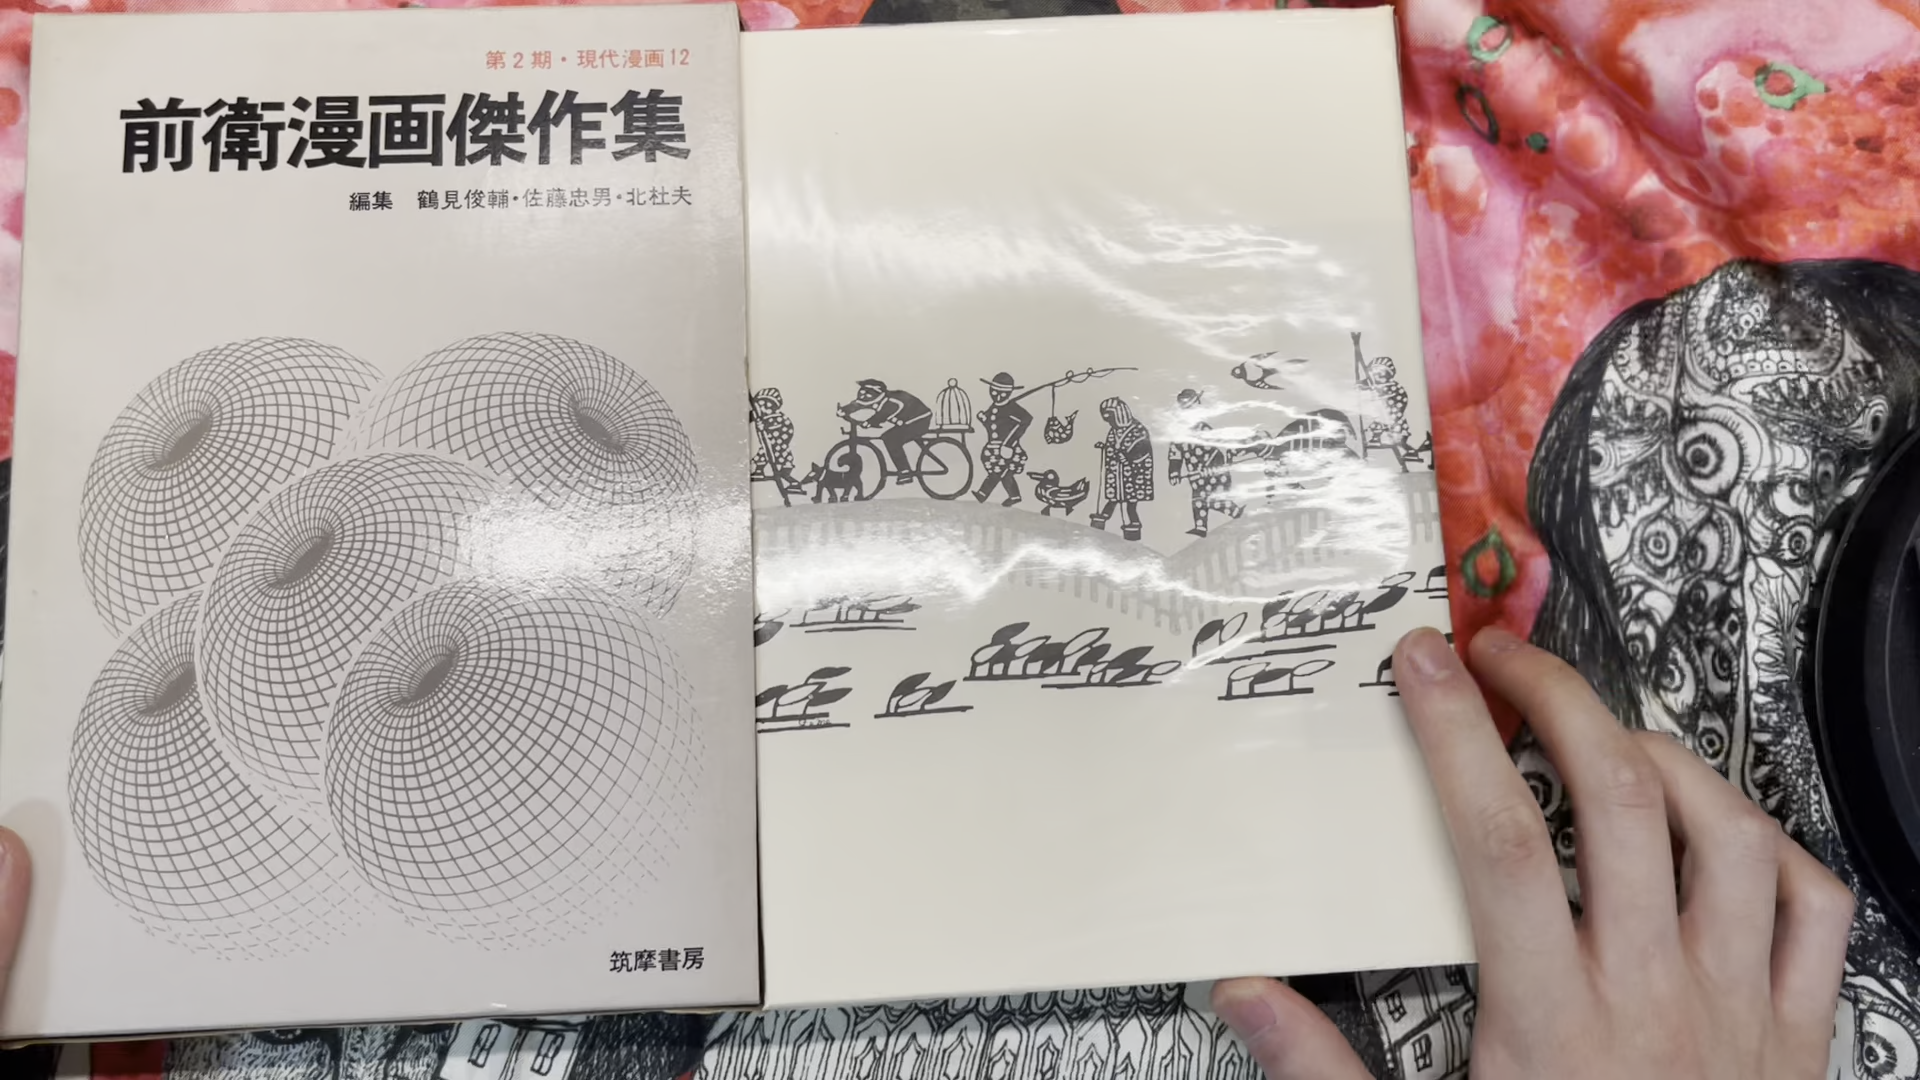 第2期・現代漫画12
前衛漫画傑作集
編集 鶴見俊輔・佐藤忠男・北杜夫
筑摩書房